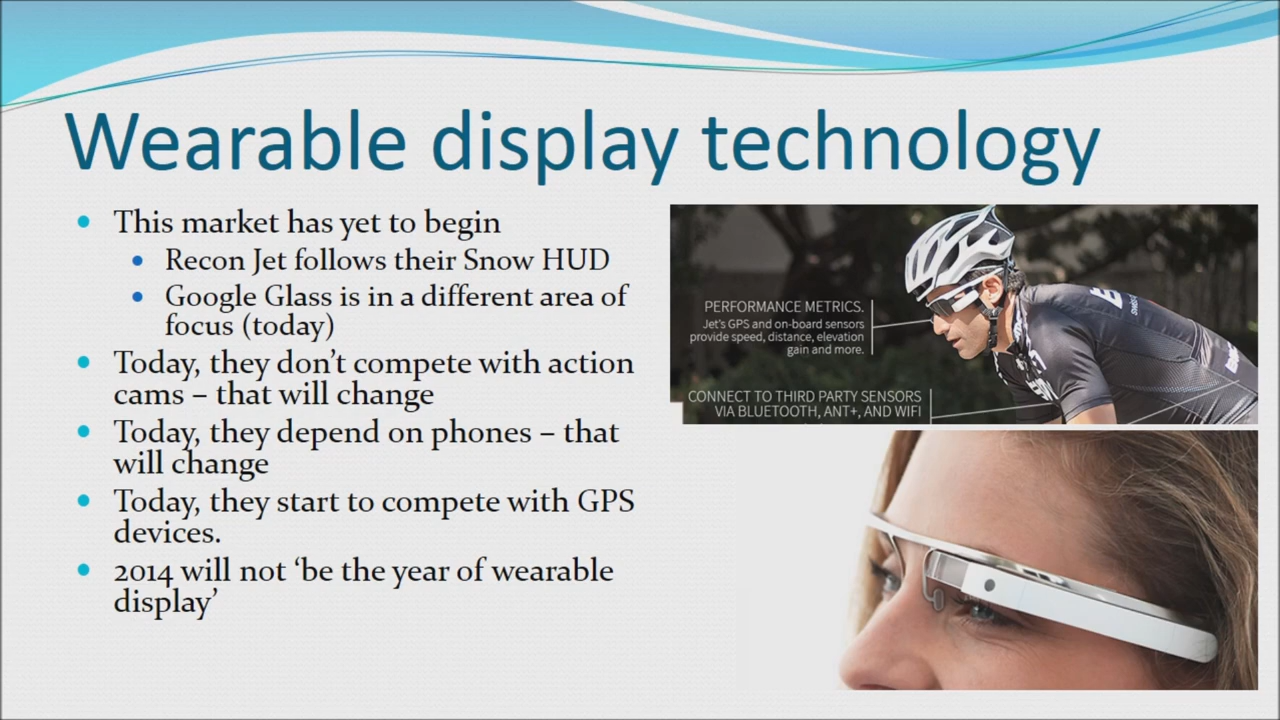 Wearable display technology
This market has yet to begin
Recon Jet follows their Snow HUD
Google Glass is in a different area of
focus (today)
Today, they don’t compete with action
cams – that will change
Today, they depend on phones – that
will change
Today, they start to compete with GPS
devices.
2014 will not ‘be the year of wearable
display’
PERFORMANCE METRICS.
Jet's GPS and on-board sensors
provide speed, distance, elevation
gain and more.
CONNECT TO THIRD PARTY SENSORS
VIA BLUETOOTH, ANT+, AND WIFI